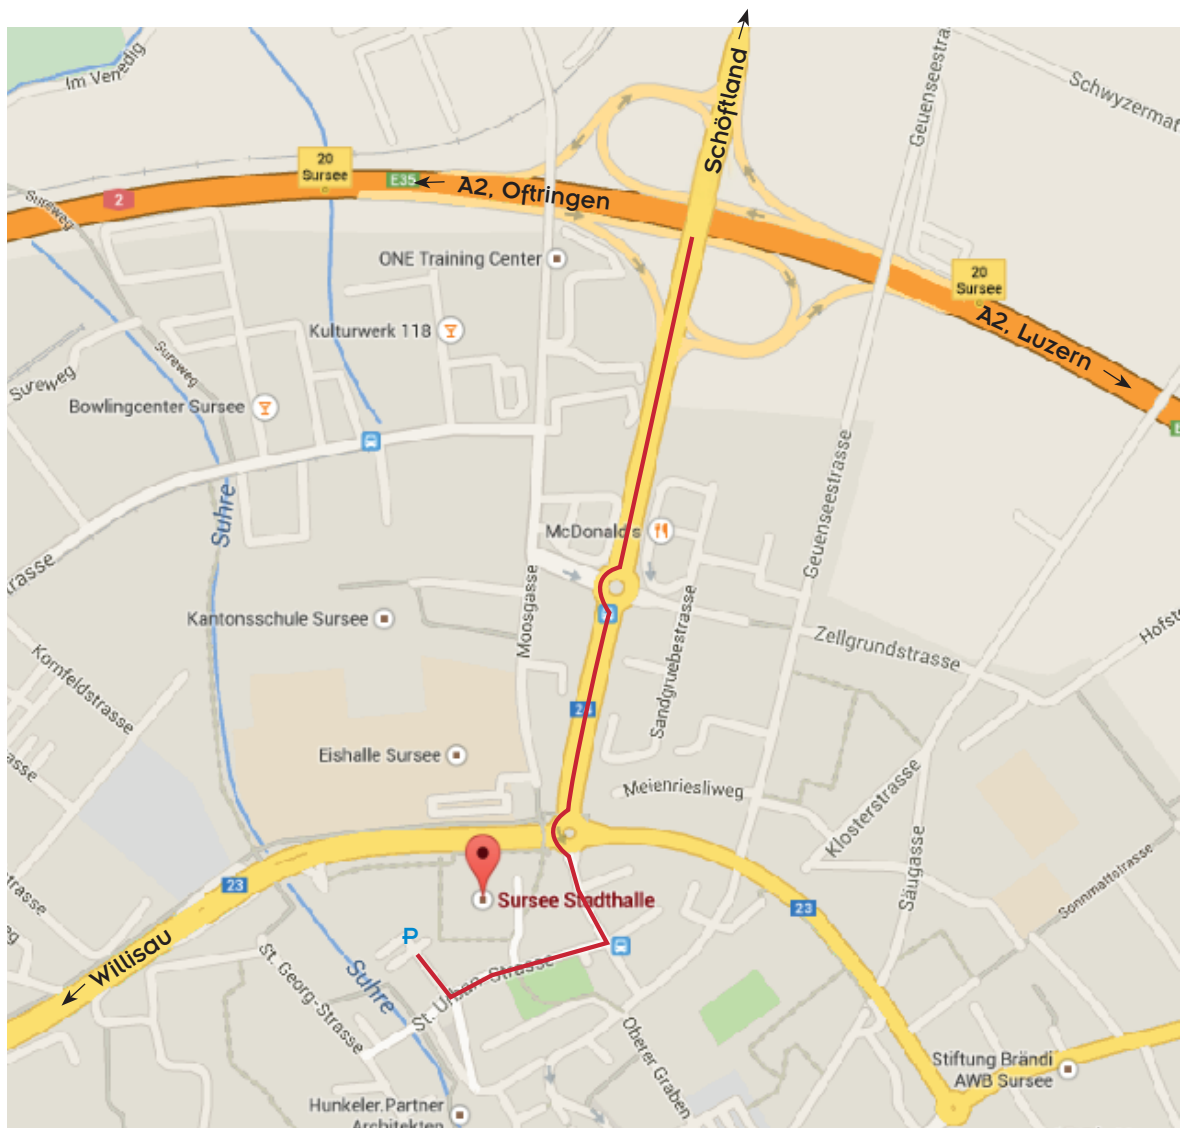 Im Venedig
Schöftland
Geuenseestra
Schwyzermat
20
Sursee
E35
A2, Oftringen
2
Sureweg
ONE Training Center
20
Sursee
A2, Luzern
Kulturwerk 118
Sureweg
Sureweg
Bowlingcenter Sursee
E
Geuenseestrasse
Suhre
McDonald's
trasse
Moosgasse
Kantonsschule Sursee
Sandgruebestrasse
Zellgrundstrasse
Hofst
Kornfeldstrasse
24
Eishalle Sursee
asse
Meienriesliweg
Klosterstrasse
Säugasse
Sonnmattstrasse
23
23
Sursee Stadthalle
strasse
P
Willisau
St. Georg-Strasse
Suhre
St. Urban-Strasse
Oberer Graben
Stiftung Brändi
AWB Sursee
Hunkeler.Partner
Architekten